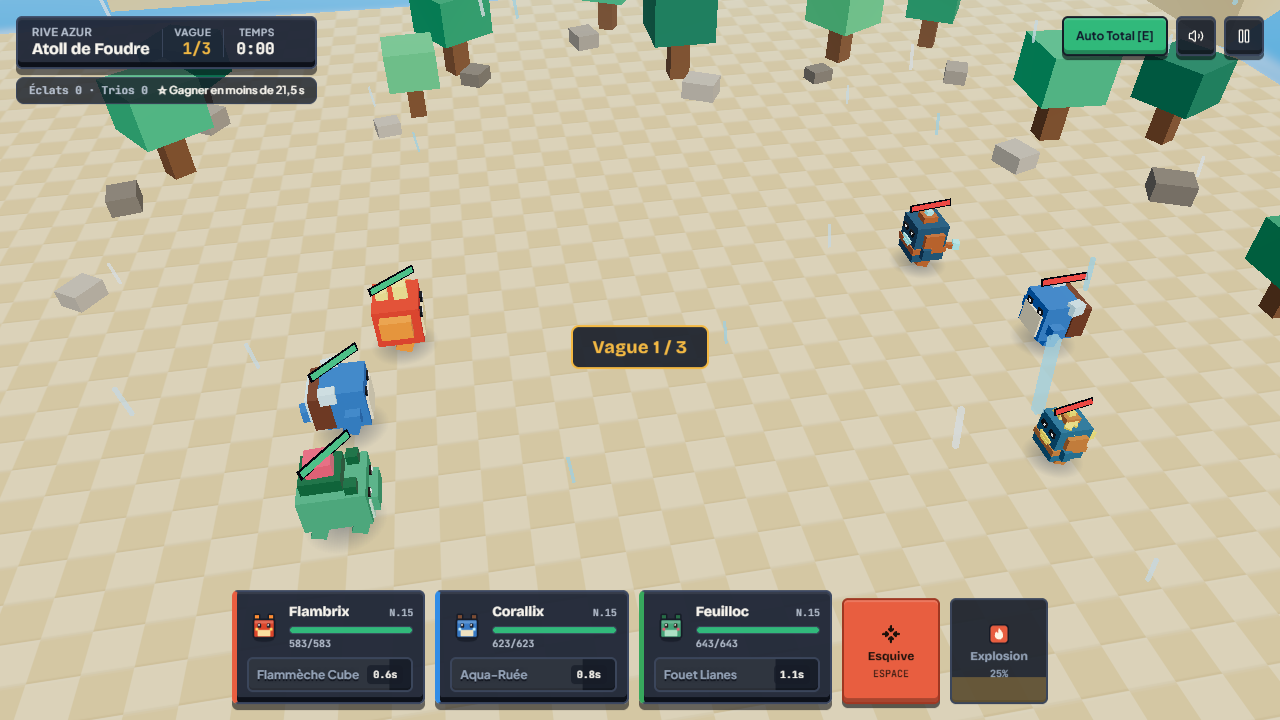 RIVE AZUR
Atoll de Foudre
VAGUE
1/3
TEMPS
0:00
Éclats 0 · Trios 0 ★ Gagner en moins de 21,5 s
Auto Total [E]
Vague 1 / 3
Flambrix N.15
583/583
Flammèche Cube 0.6s
Corallix N.15
623/623
Aqua-Ruée 0.8s
Feuilloc N.15
643/643
Fouet Lianes 1.1s
Esquive
ESPACE
Explosion
25%